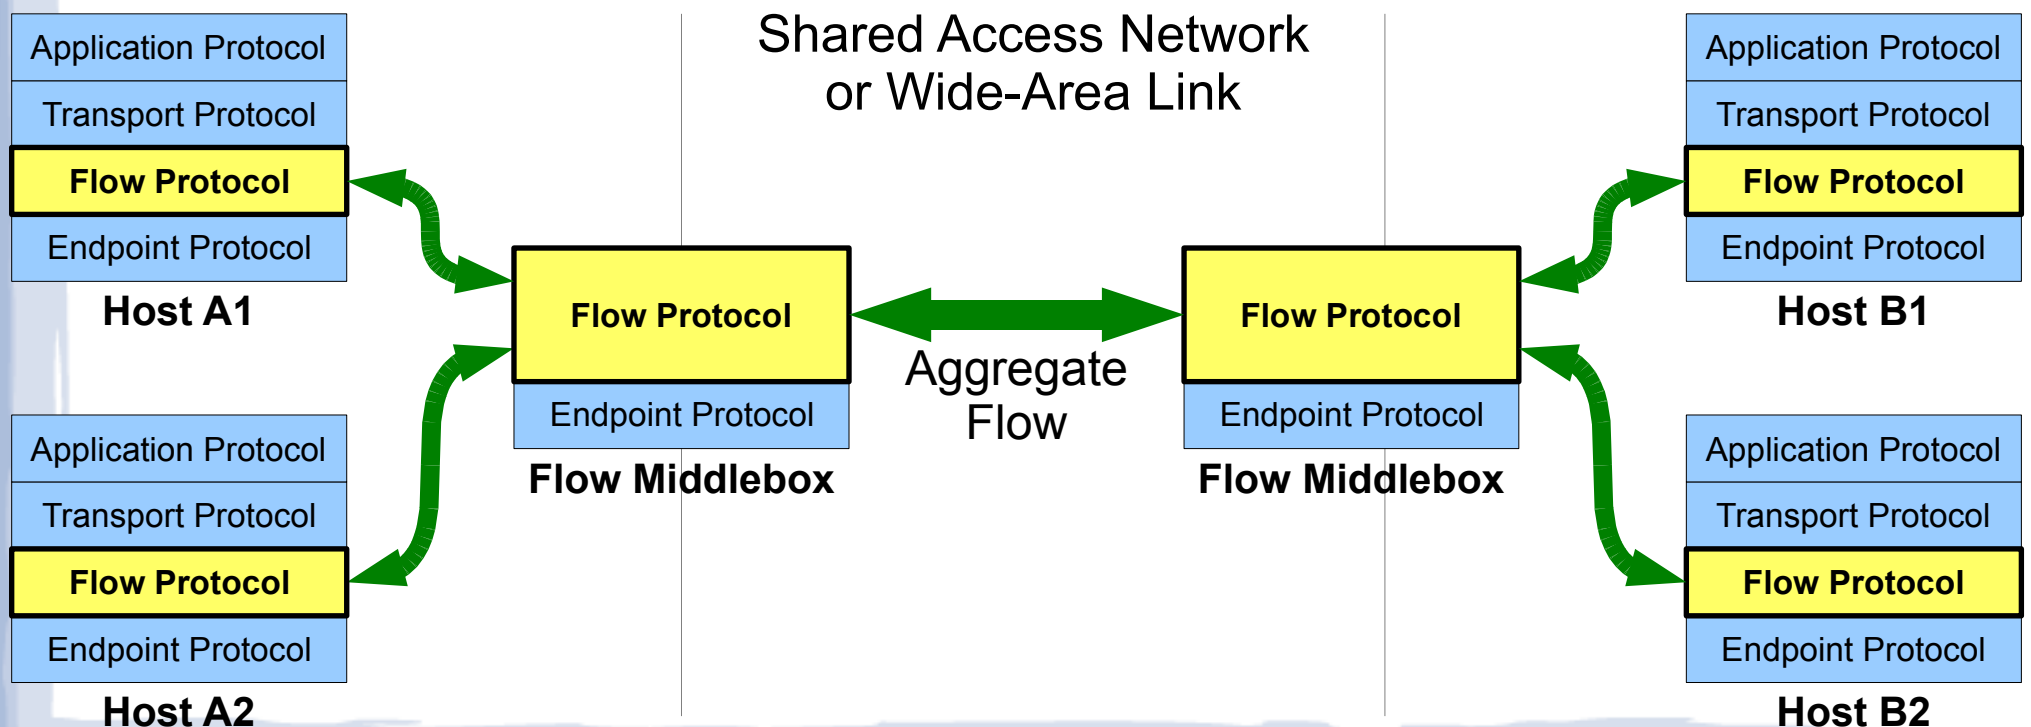 Shared Access Network
or Wide-Area Link
Application Protocol
Transport Protocol
Flow Protocol
Endpoint Protocol
Host A1
Application Protocol
Transport Protocol
Flow Protocol
Endpoint Protocol
Host A2
Flow Protocol
Endpoint Protocol
Flow Middlebox
Aggregate
Flow
Flow Protocol
Endpoint Protocol
Flow Middlebox
Application Protocol
Transport Protocol
Flow Protocol
Endpoint Protocol
Host B1
Application Protocol
Transport Protocol
Flow Protocol
Endpoint Protocol
Host B2